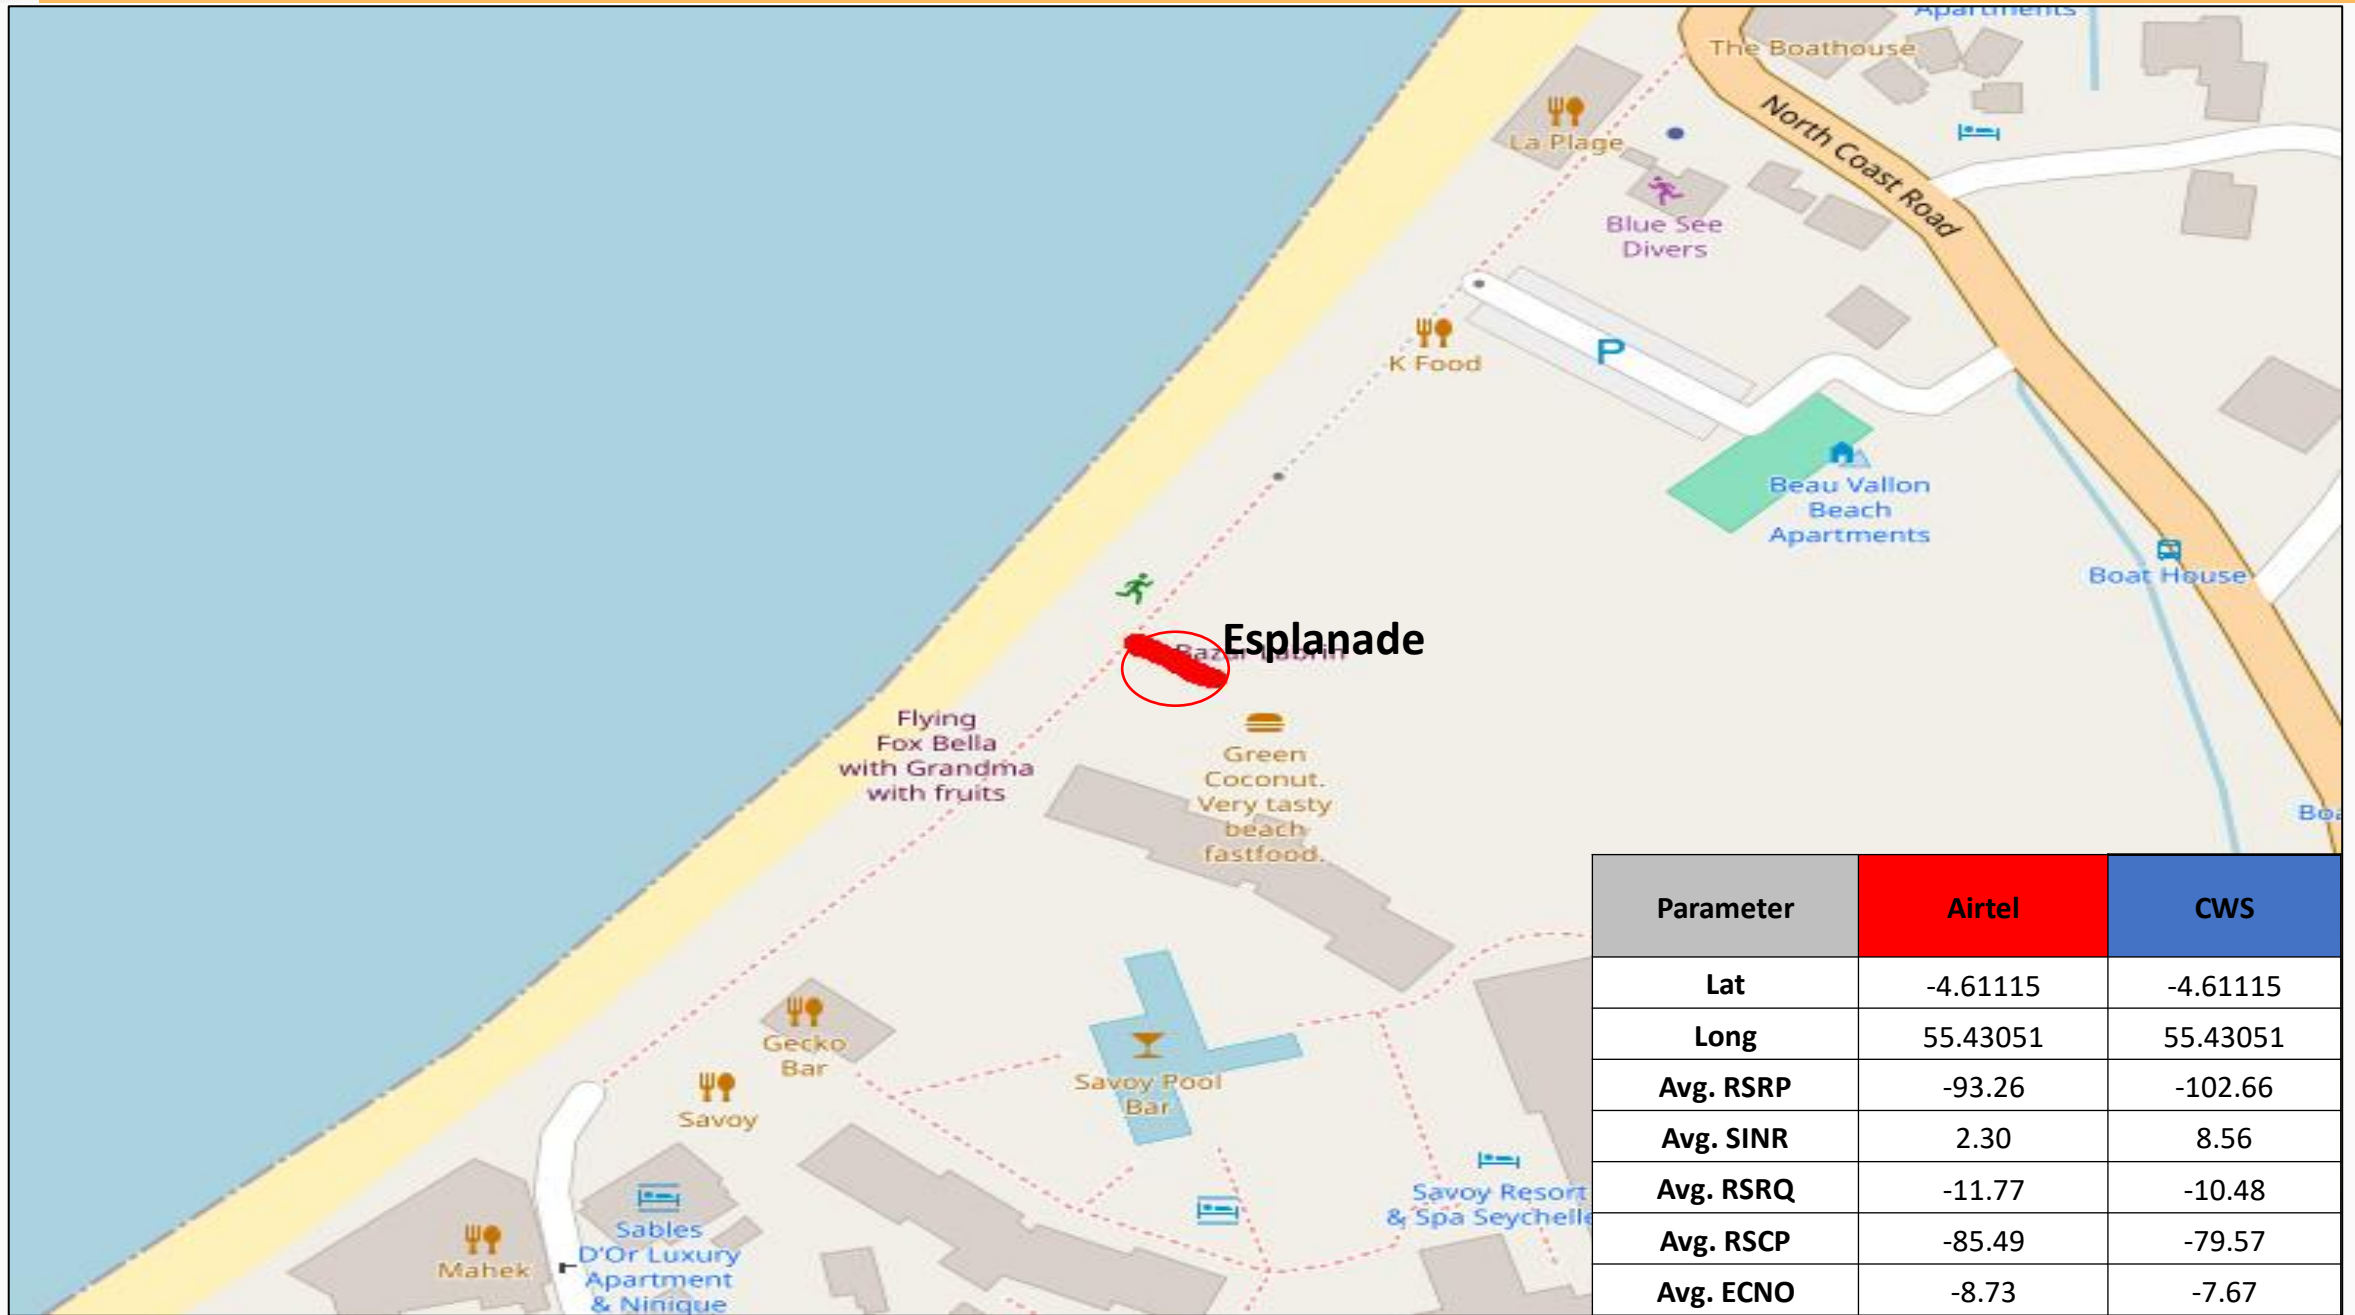 Apartments
The Boathouse
La Plage
North Coast Road
Blue See
Divers
K Food
P
Beau Vallon
Beach
Apartments
Boat House
Esplanade
Flying
Fox Bella
with Grandma
with fruits
Green
Coconut.
Very tasty
beach
fastfood.
Gecko
Bar
Savoy
Savoy Pool
Bar
Savoy Resort
& Spa Seychelle
Mahek
Sables
D'Or Luxury
Apartment
& Ninique
Parameter Airtel CWS
Lat -4.61115 -4.61115
Long 55.43051 55.43051
Avg. RSRP -93.26 -102.66
Avg. SINR 2.30 8.56
Avg. RSRQ -11.77 -10.48
Avg. RSCP -85.49 -79.57
Avg. ECNO -8.73 -7.67